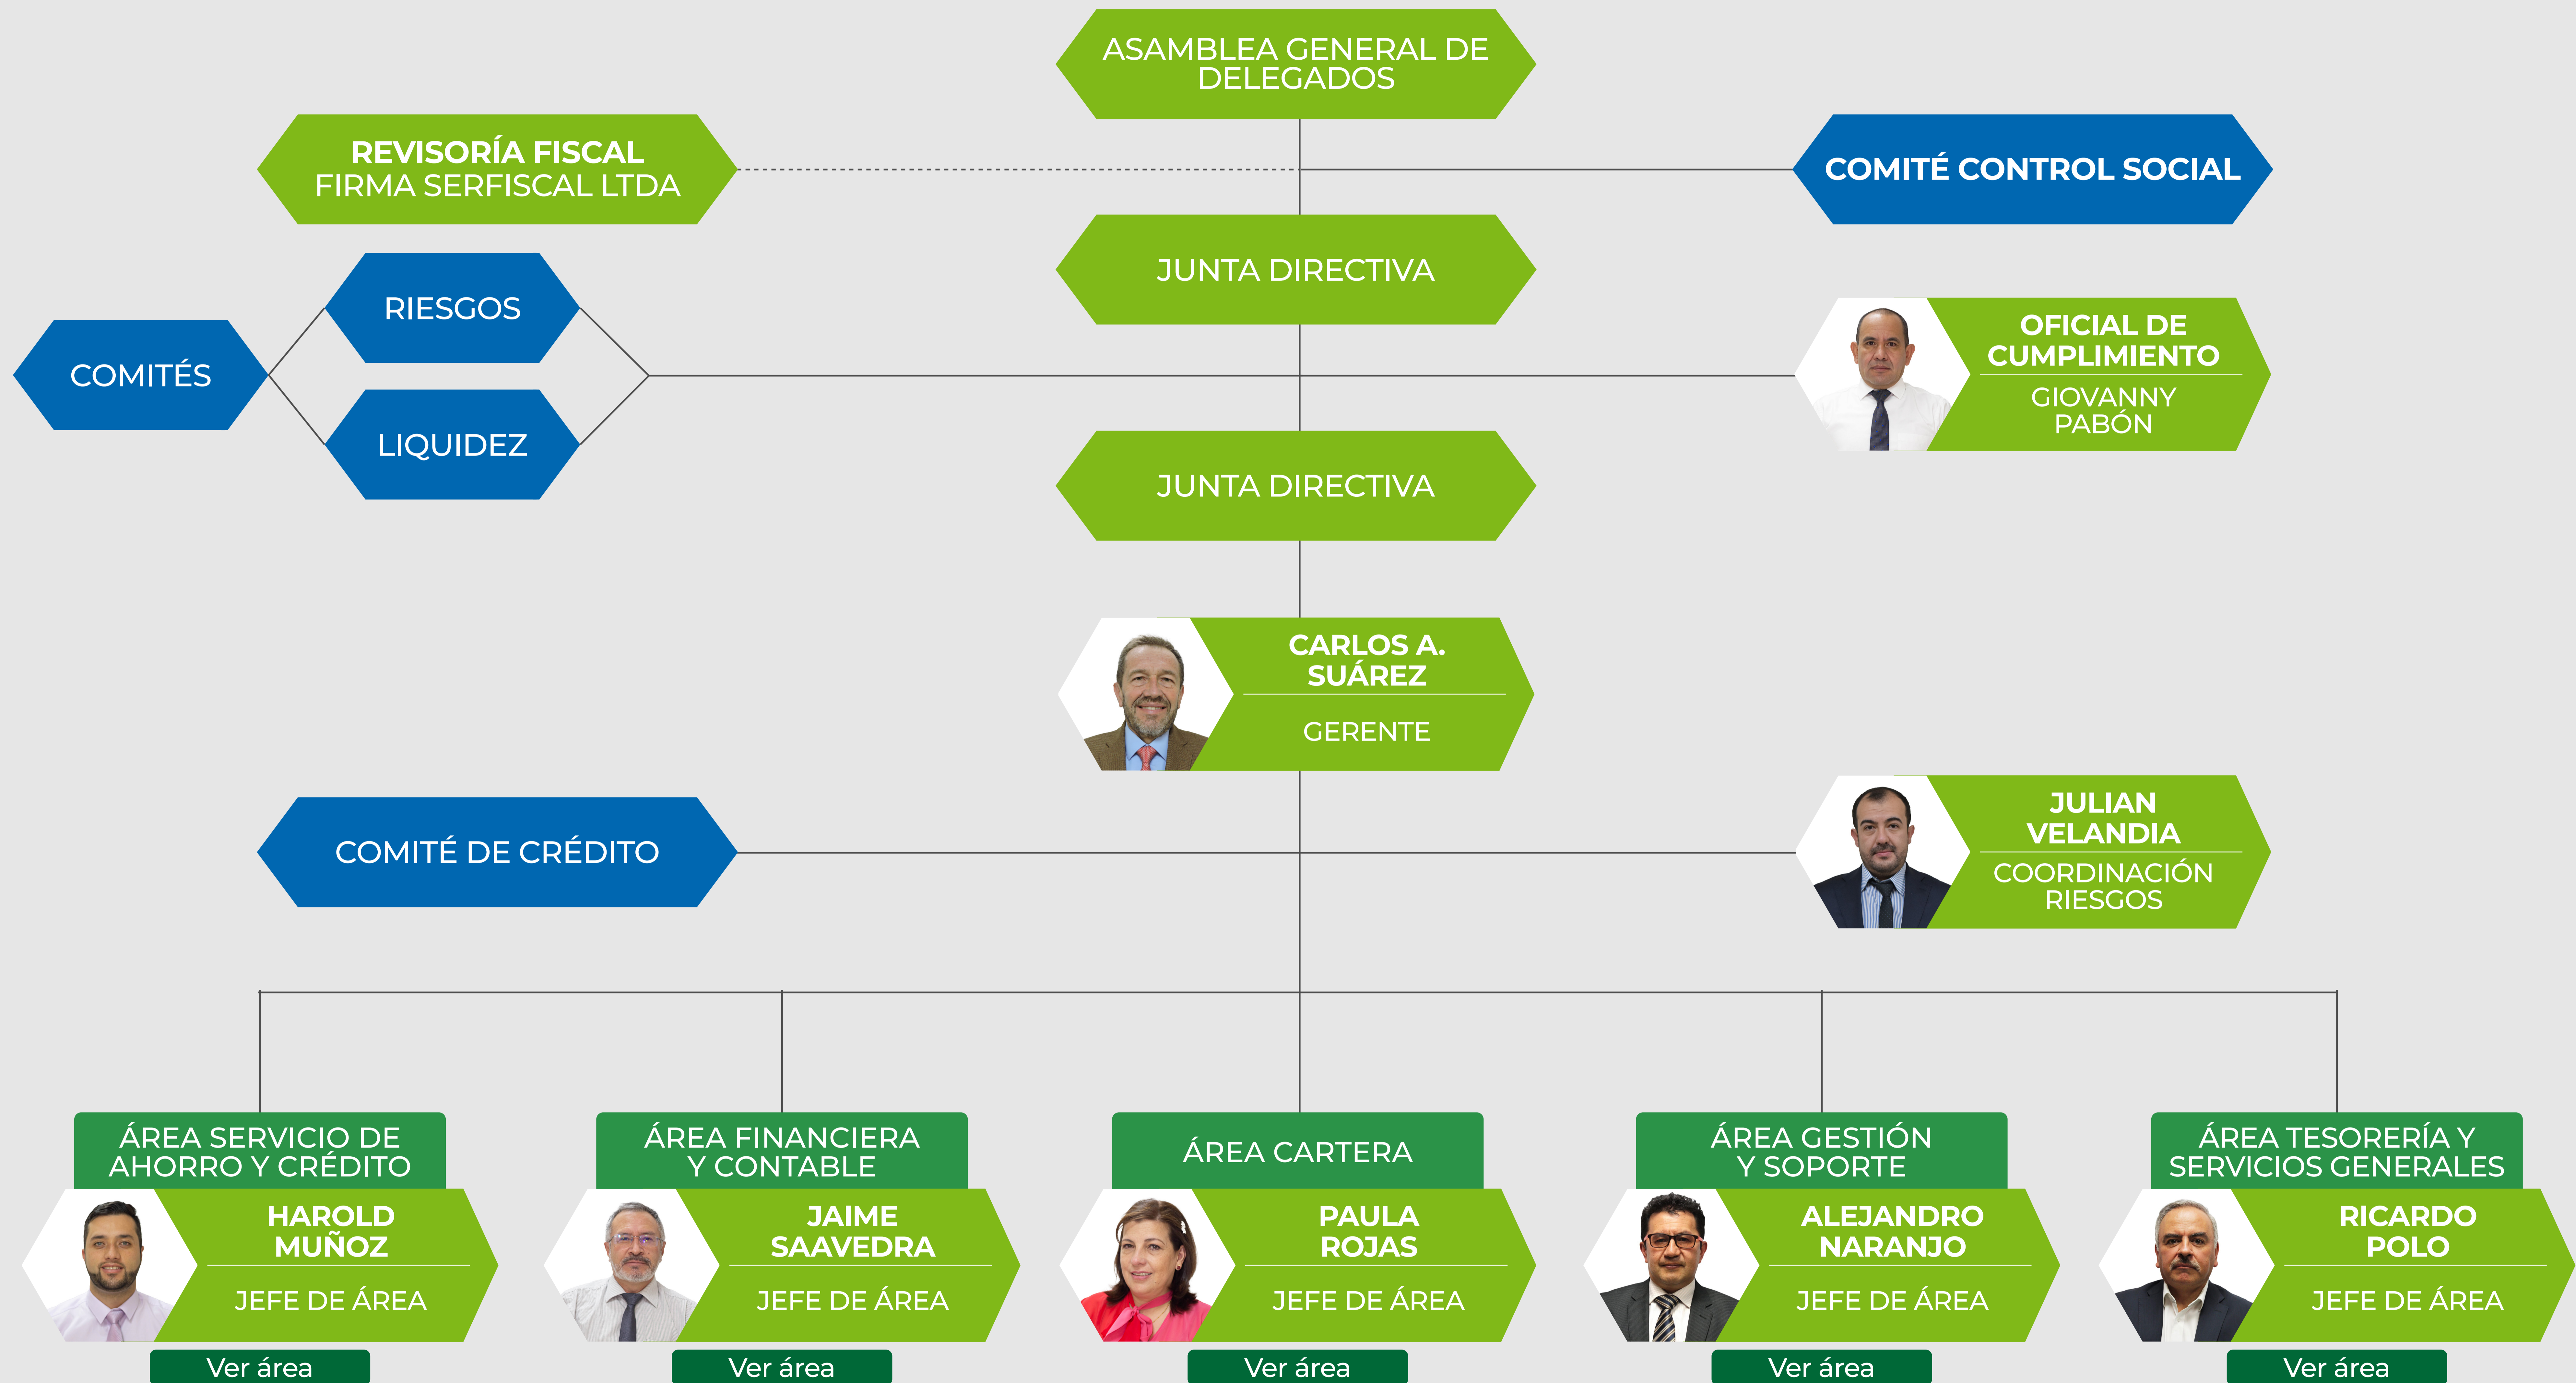 ASAMBLEA GENERAL DE
DELEGADOS
REVISORÍA FISCAL
FIRMA SERFISCAL LTDA
COMITÉ CONTROL SOCIAL
JUNTA DIRECTIVA
COMITÉS
RIESGOS
LIQUIDEZ
OFICIAL DE
CUMPLIMIENTO
GIOVANNY
PABÓN
JUNTA DIRECTIVA
CARLOS A.
SUÁREZ
GERENTE
COMITÉ DE CRÉDITO
JULIAN
VELANDIA
COORDINACIÓN
RIESGOS
ÁREA SERVICIO DE
AHORRO Y CRÉDITO
HAROLD
MUÑOZ
JEFE DE ÁREA
Ver área
ÁREA FINANCIERA
Y CONTABLE
JAIME
SAAVEDRA
JEFE DE ÁREA
Ver área
ÁREA CARTERA
PAULA
ROJAS
JEFE DE ÁREA
Ver área
ÁREA GESTIÓN
Y SOPORTE
ALEJANDRO
NARANJO
JEFE DE ÁREA
Ver área
ÁREA TESORERÍA Y
SERVICIOS GENERALES
RICARDO
POLO
JEFE DE ÁREA
Ver área